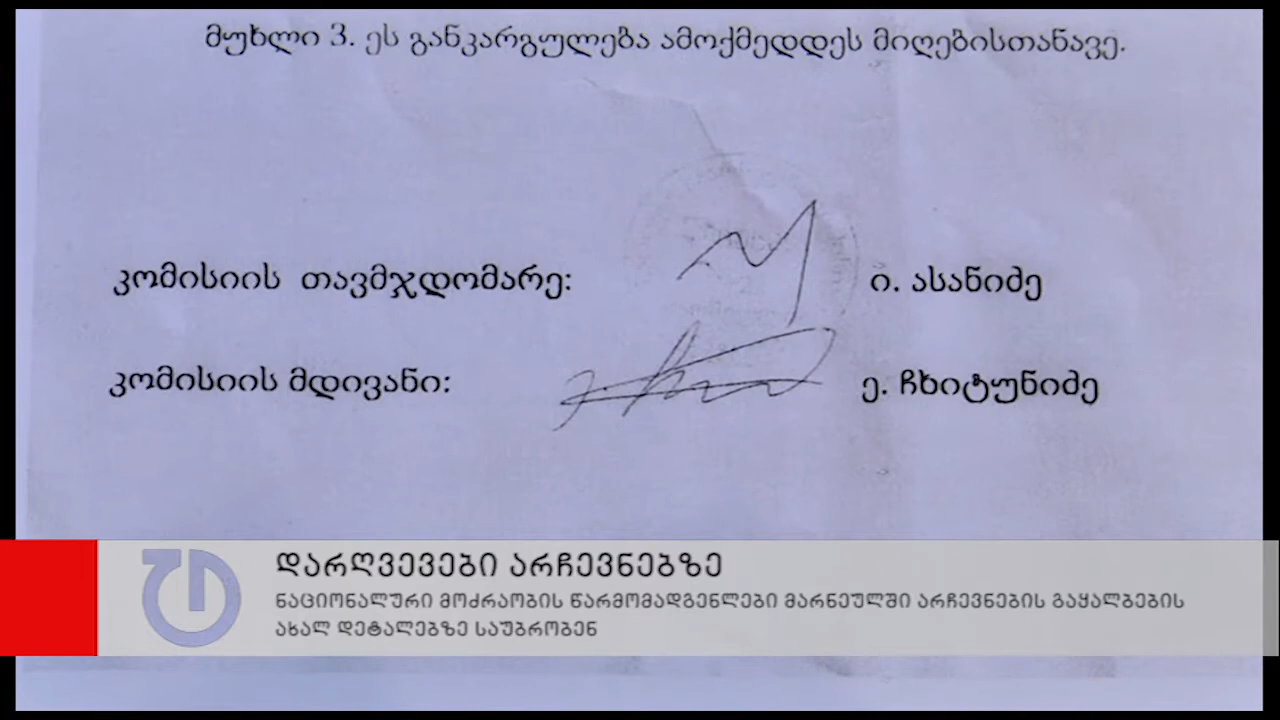 მუხლი 3. ეს განკარგულება ამოქმედდეს მიღებისთანავე.
კომისიის თავმჯდომარე: ი. ასანიძე
კომისიის მდივანი: ე. ჩხიტუნიძე
დარღვევები არჩევნებზე
ნაციონალური მოძრაობის წარმომადგენლები მარნეულში არჩევნების გაყალბების
ახალ დეტალებზე საუბრობენ